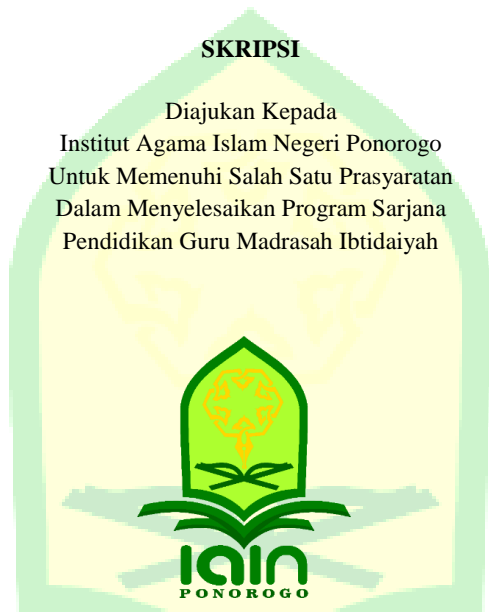 SKRIPSI
Diajukan Kepada
Institut Agama Islam Negeri Ponorogo
Untuk Memenuhi Salah Satu Prasyaratan
Dalam Menyelesaikan Program Sarjana
Pendidikan Guru Madrasah Ibtidaiyah
iain
PONOROGO